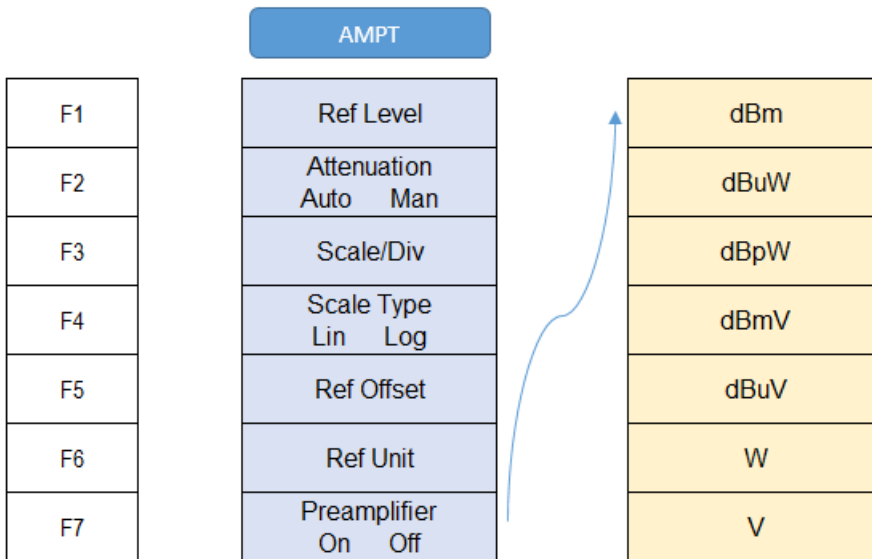 AMPT
F1
F2
F3
F4
F5
F6
F7
Ref Level
Attenuation
Auto Man
Scale/Div
Scale Type
Lin Log
Ref Offset
Ref Unit
Preamplifier
On Off
dBm
dBuW
dBpW
dBmV
dBuV
W
V